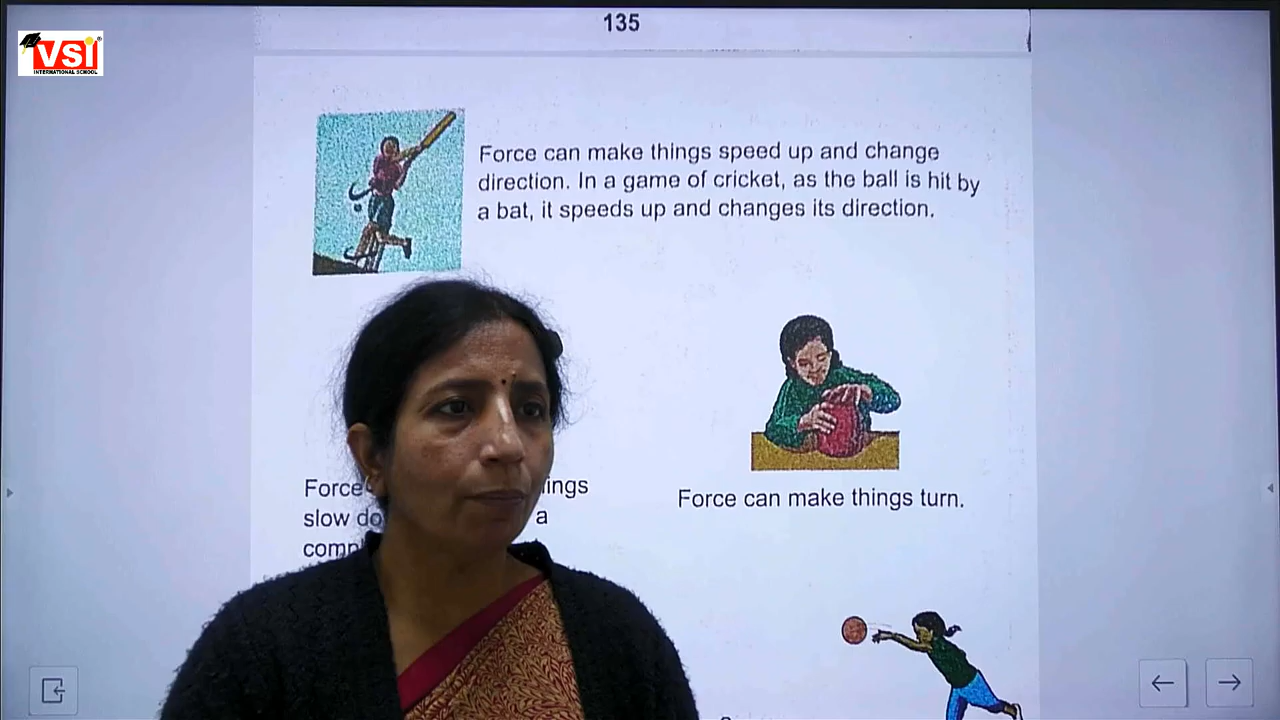 135
VSI
INTERNATIONAL SCHOOL
Force can make things speed up and change
direction. In a game of cricket, as the ball is hit by
a bat, it speeds up and changes its direction.
Force
slow a
Force can make things turn.